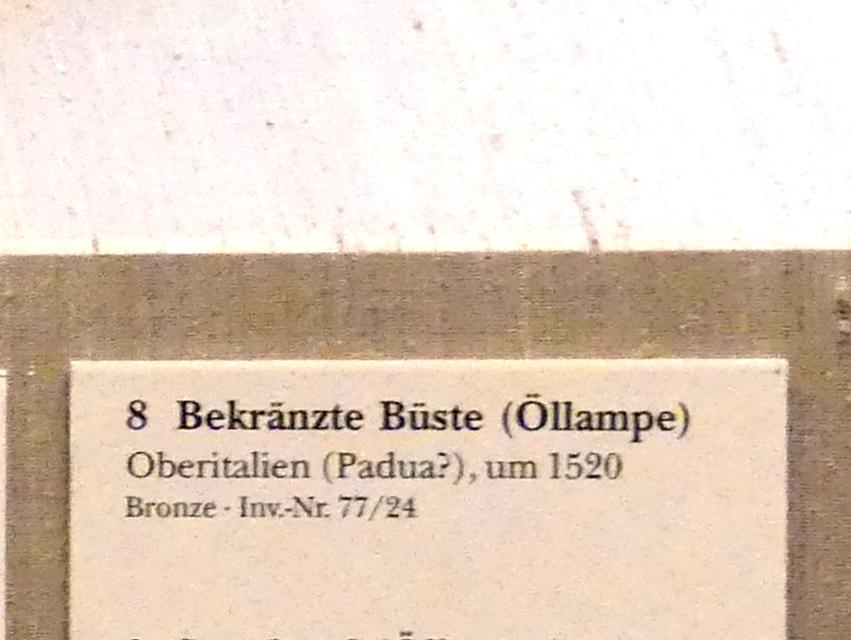 8 Bekränzte Büste (Öllampe)
Oberitalien (Padua?), um 1520
Bronze · Inv.-Nr. 77/24